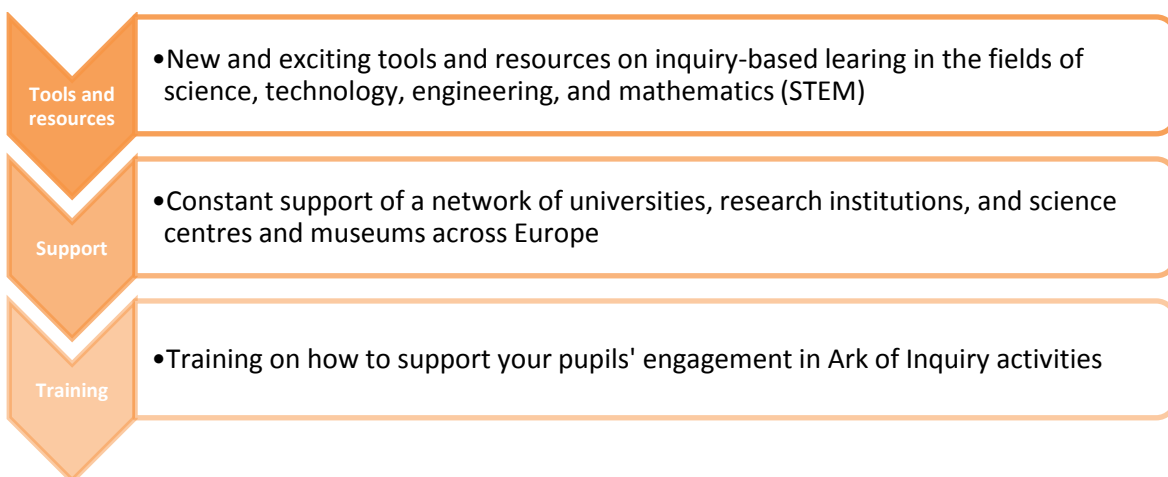 Tools and
resources
•New and exciting tools and resources on inquiry-based learing in the fields of
science, technology, engineering, and mathematics (STEM)
Support
•Constant support of a network of universities, research institutions, and science
centres and museums across Europe
Training
•Training on how to support your pupils' engagement in Ark of Inquiry activities